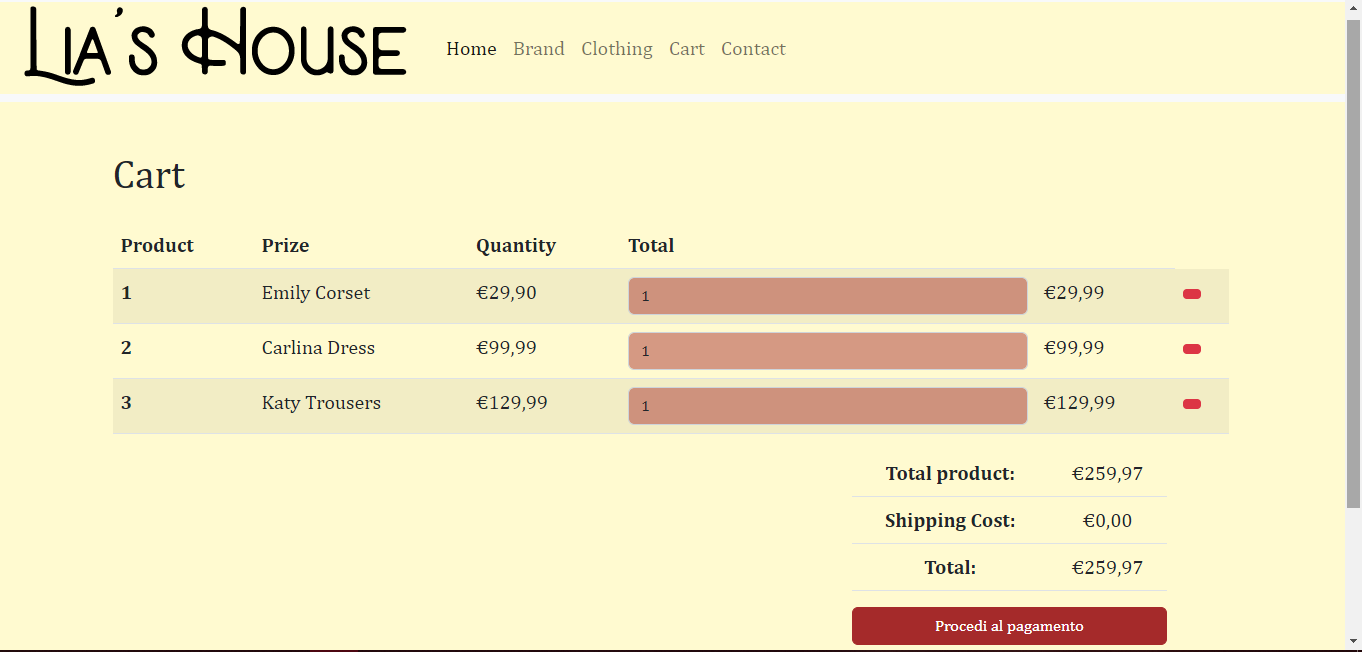 LIA'S HOUSE Home Brand Clothing Cart Contact
Cart
Product Prize Quantity Total
1 Emily Corset €29,90 1 €29,99
2 Carlina Dress €99,99 1 €99,99
3 Katy Trousers €129,99 1 €129,99
Total product: €259,97
Shipping Cost: €0,00
Total: €259,97
Procedi al pagamento